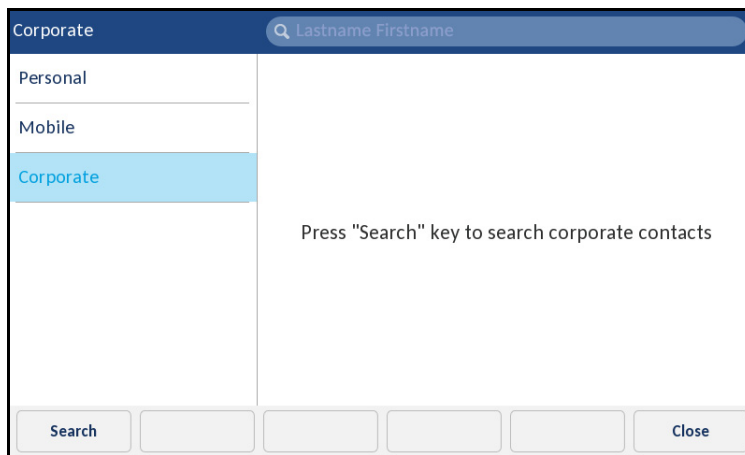 Corporate
Lastname Firstname
Personal
Mobile
Corporate
Press "Search" key to search corporate contacts
Search
Close